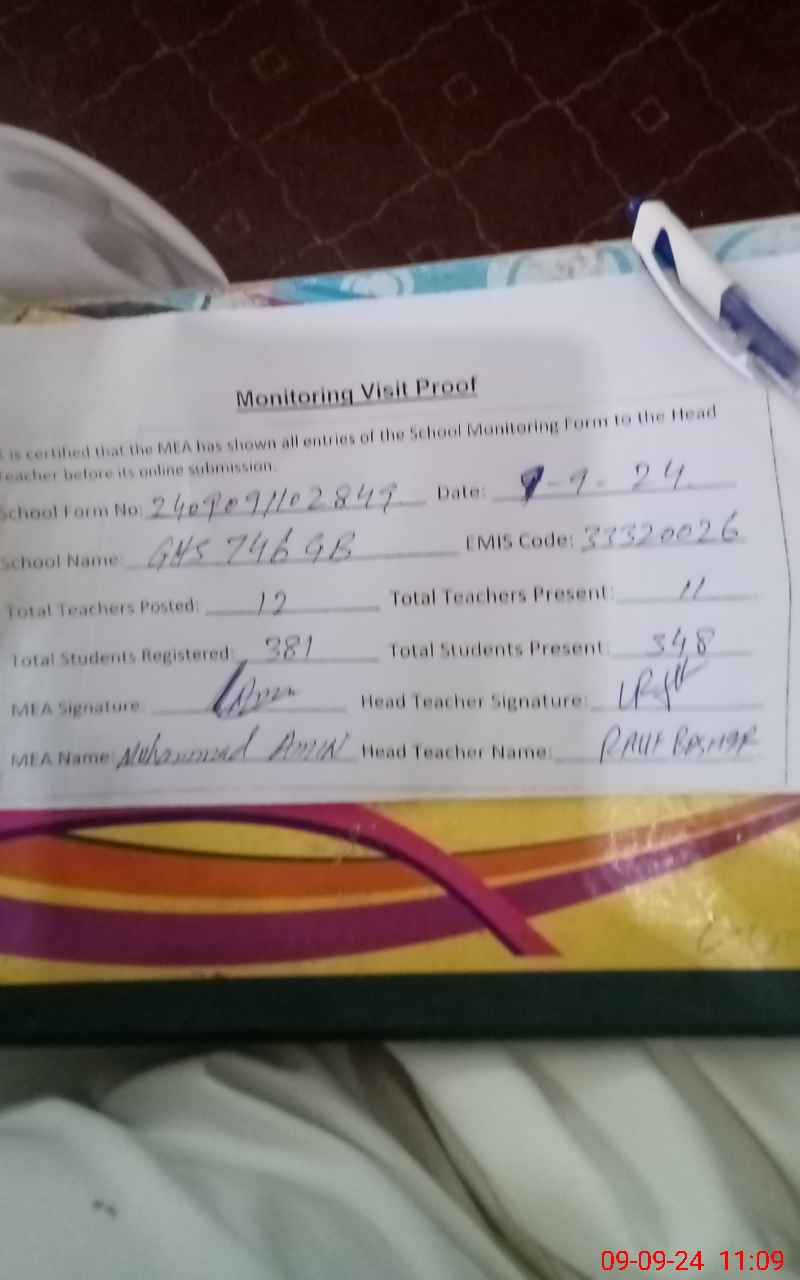 Monitoring Visit Proof
is certified that the MEA has shown all entries of the School Monitoring Form to the Head
Teacher before its online submission.
School Form No: 2409091102849 Date: 9-9-24
School Name: GHS 746 GB EMIS Code: 33320026
Total Teachers Posted: 12 Total Teachers Present: 11
Total Students Registered: 381 Total Students Present: 348
MEA Signature: Head Teacher Signature:
MEA Name: Muhammad Amin Head Teacher Name: RAUF BASHAR
09-09-24 11:09